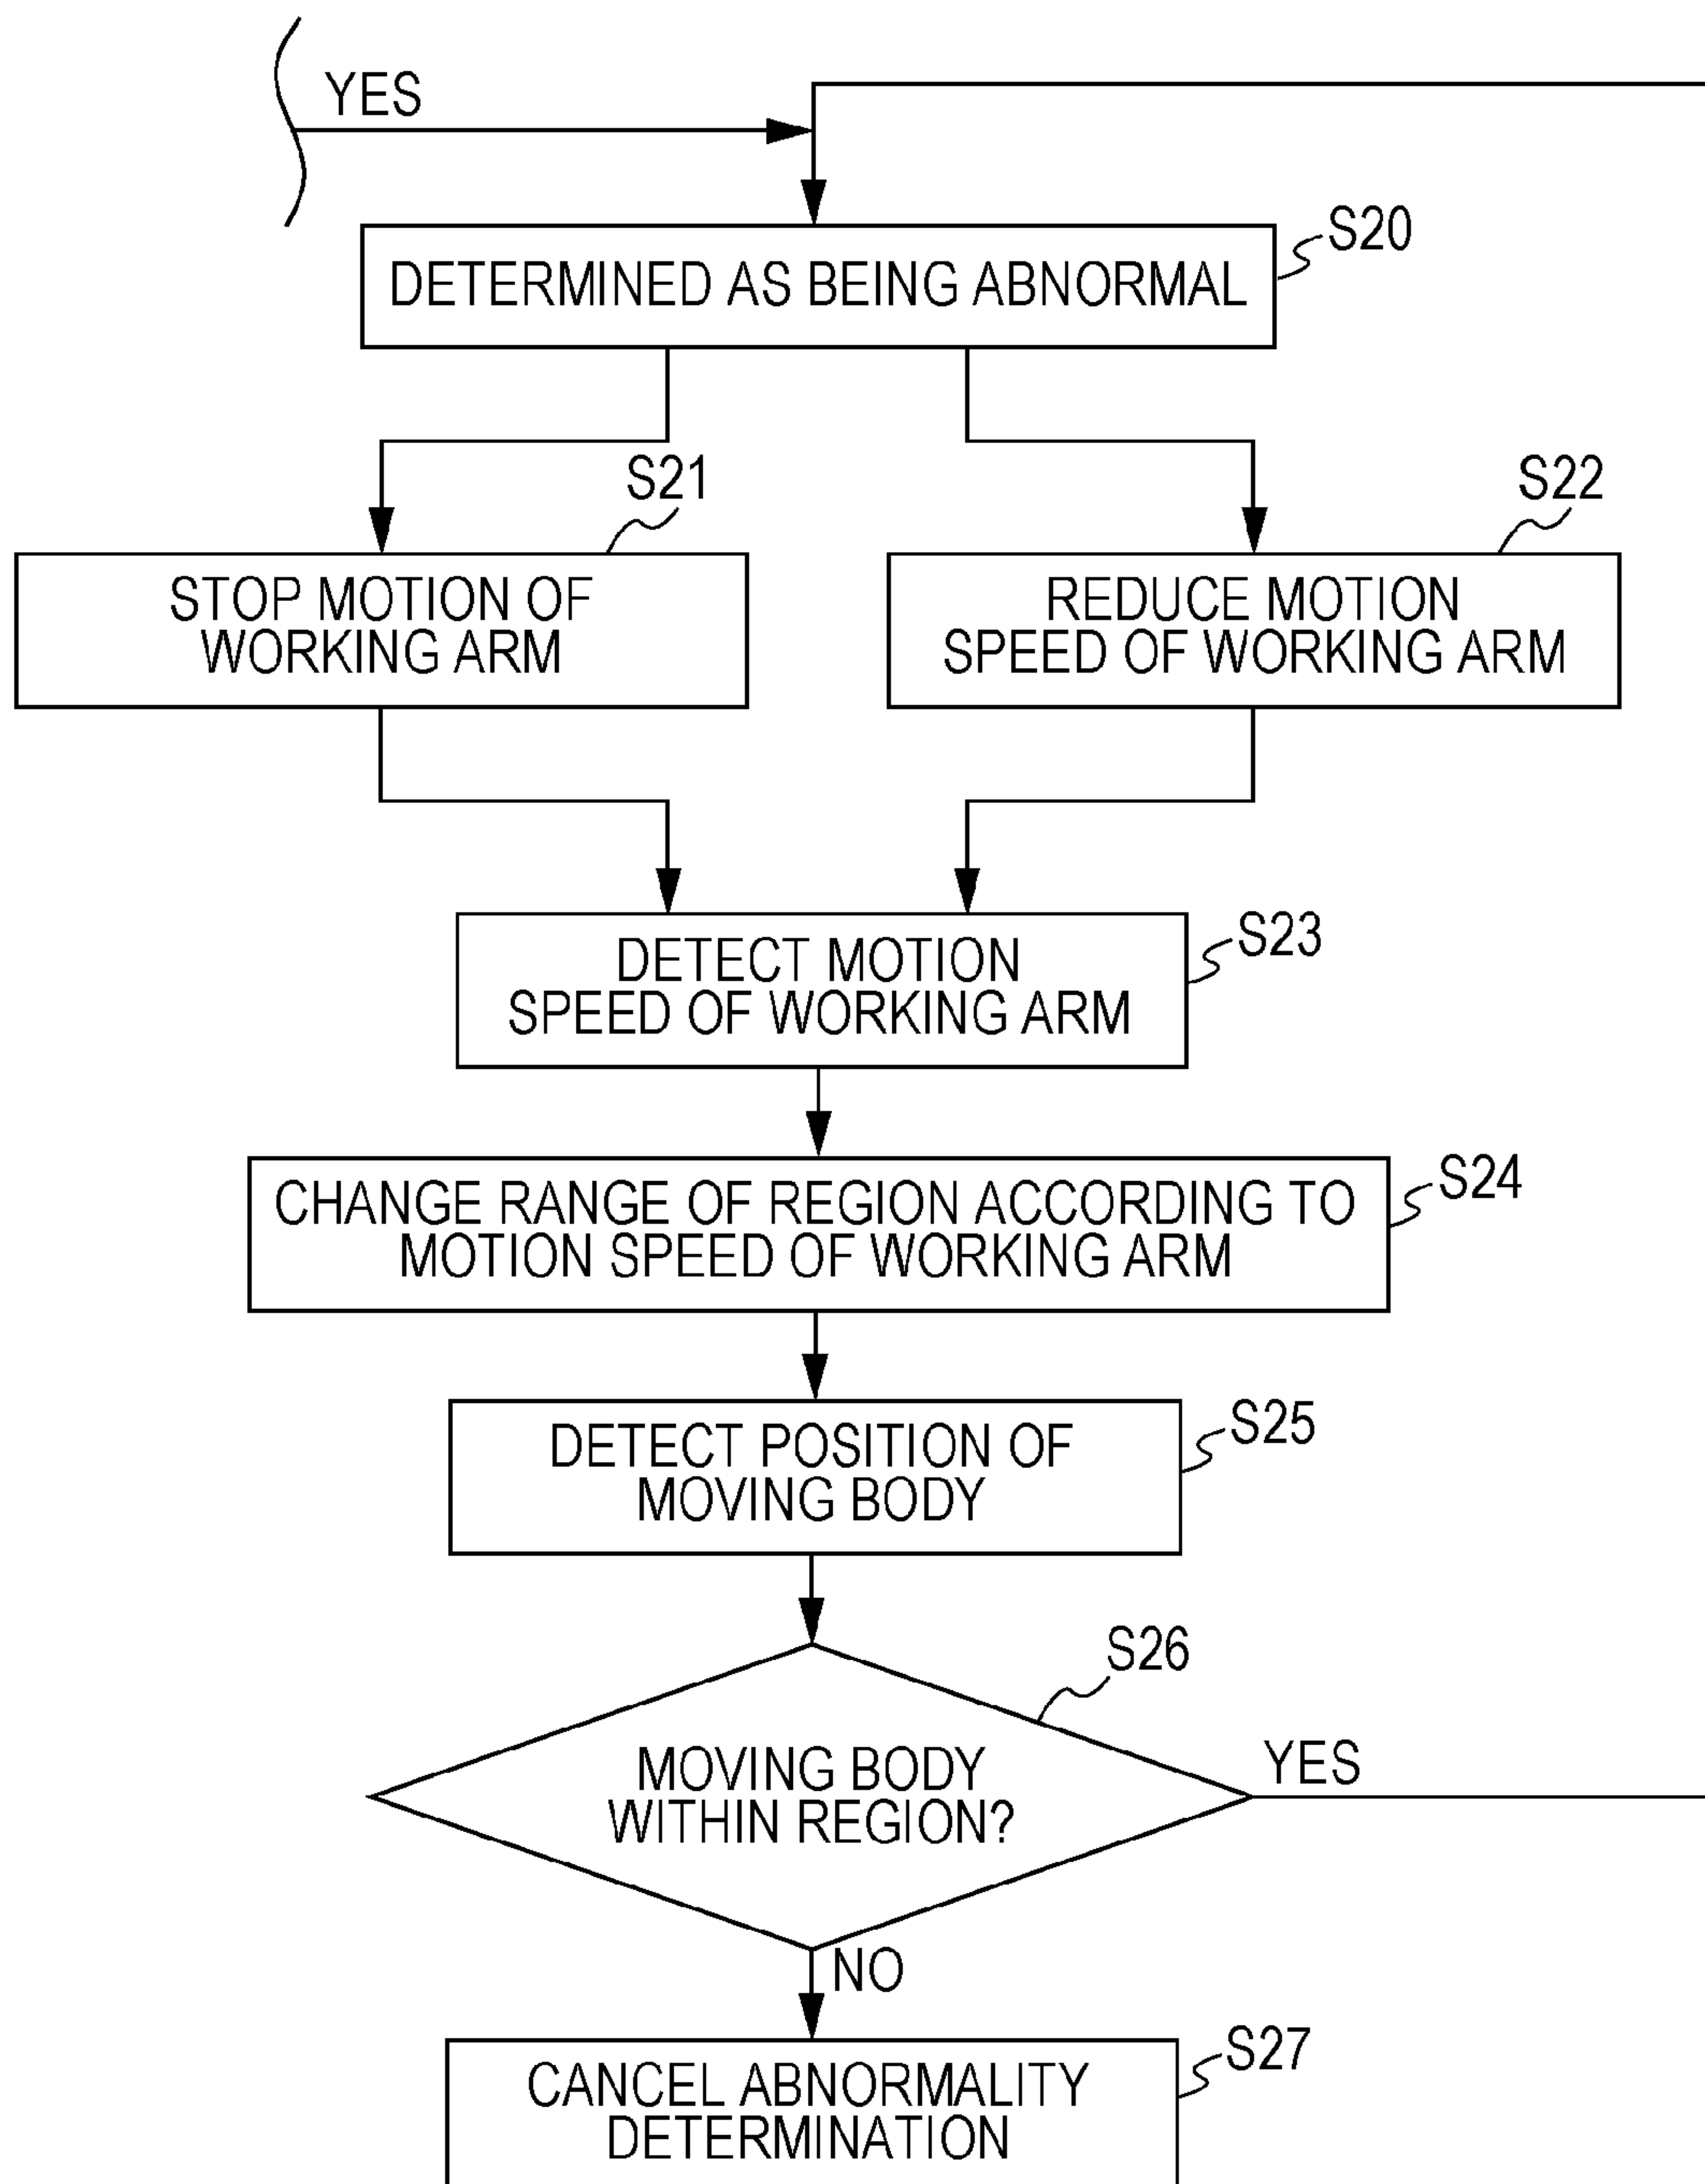 YES
S20
DETERMINED AS BEING ABNORMAL
S21
S22
STOP MOTION OF
WORKING ARM
REDUCE MOTION
SPEED OF WORKING ARM
S23
DETECT MOTION
SPEED OF WORKING ARM
S24
CHANGE RANGE OF REGION ACCORDING TO
MOTION SPEED OF WORKING ARM
S25
DETECT POSITION OF
MOVING BODY
S26
MOVING BODY
WITHIN REGION?
YES
NO
S27
CANCEL ABNORMALITY
DETERMINATION